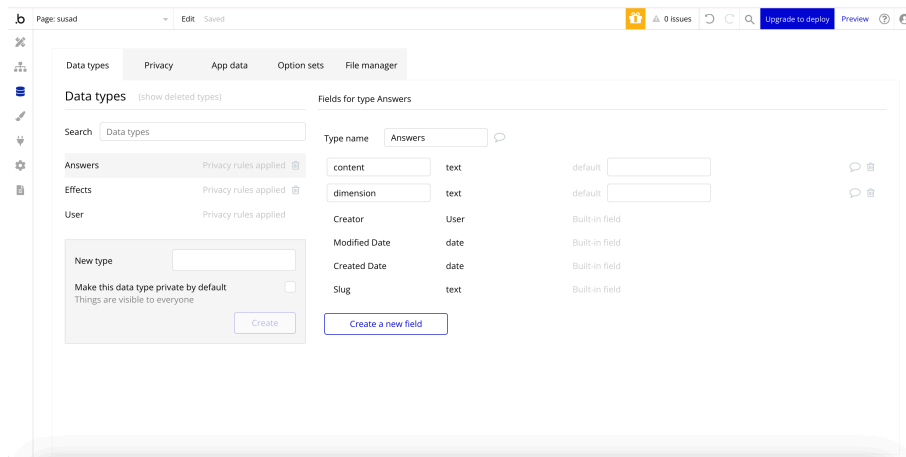 .b Page: susad Edit Saved 0 issues Upgrade to deploy Preview
Data types Privacy App data Option sets File manager
Data types (show deleted types)
Fields for type Answers
Search Data types
Type name Answers
Answers Privacy rules applied
content text default
Effects Privacy rules applied
dimension text default
User Privacy rules applied
Creator User Built-in field
Modified Date date Built-in field
New type
Created Date date Built-in field
Make this data type private by default
Things are visible to everyone
Slug text Built-in field
Create
Create a new field